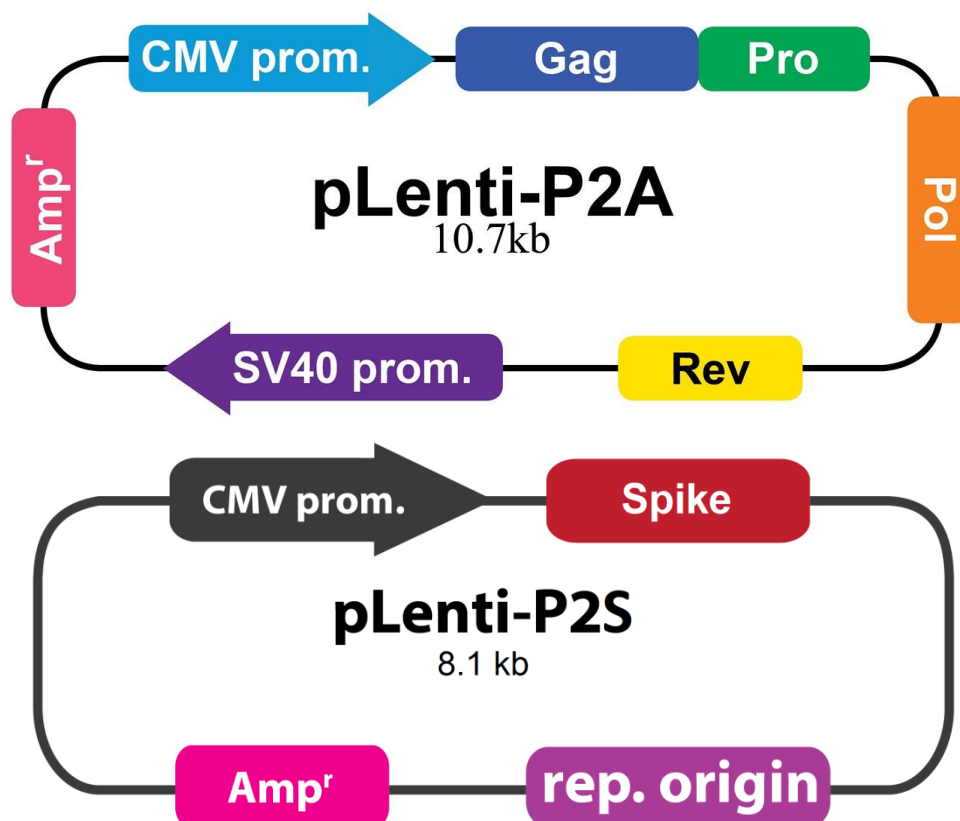 CMV prom.
Gag
Pro
Ampʳ
pLenti-P2A
10.7kb
Pol
SV40 prom.
Rev
CMV prom.
Spike
pLenti-P2S
8.1 kb
Ampʳ
rep. origin